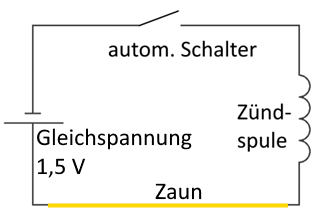 autom. Schalter
Zünd-
spule
Gleichspannung
1,5 V
Zaun